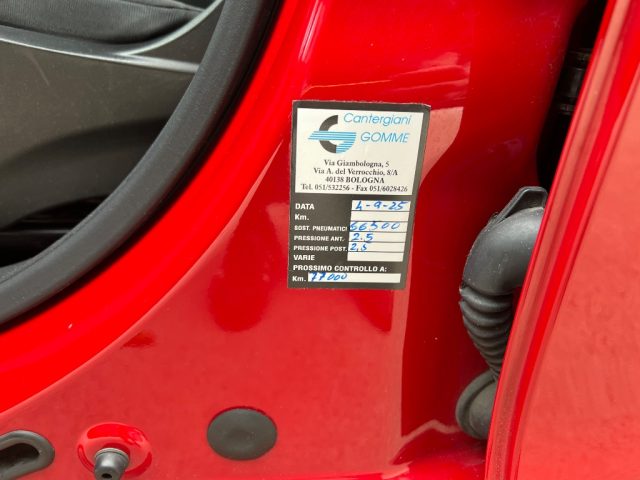 Cantergiani
GOMME
Via Giambologna, 5
Via A. del Verrocchio, 8/A
40138 BOLOGNA
Tel. 051/532256 - Fax 051/6028426
DATA 4-9-25
Km.
SOST. PNEUMATICI 66500
PRESSIONE ANT. 2.5
PRESSIONE POST. 2,5
VARIE
PROSSIMO CONTROLLO A:
Km. 77000